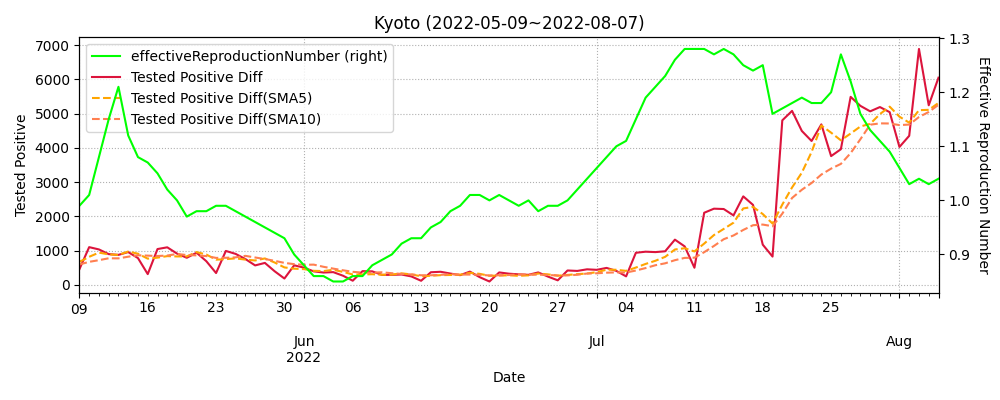 Kyoto (2022-05-09~2022-08-07)
effectiveReproductionNumber (right)
Tested Positive Diff
Tested Positive Diff(SMA5)
Tested Positive Diff(SMA10)
Tested Positive
7000
6000
5000
4000
3000
2000
1000
0
1.3
1.2
1.1
1.0
0.9
Effective Reproduction Number
09 16 23 30 06 13 20 27 04 11 18 25
Jun Jul Aug
2022
Date